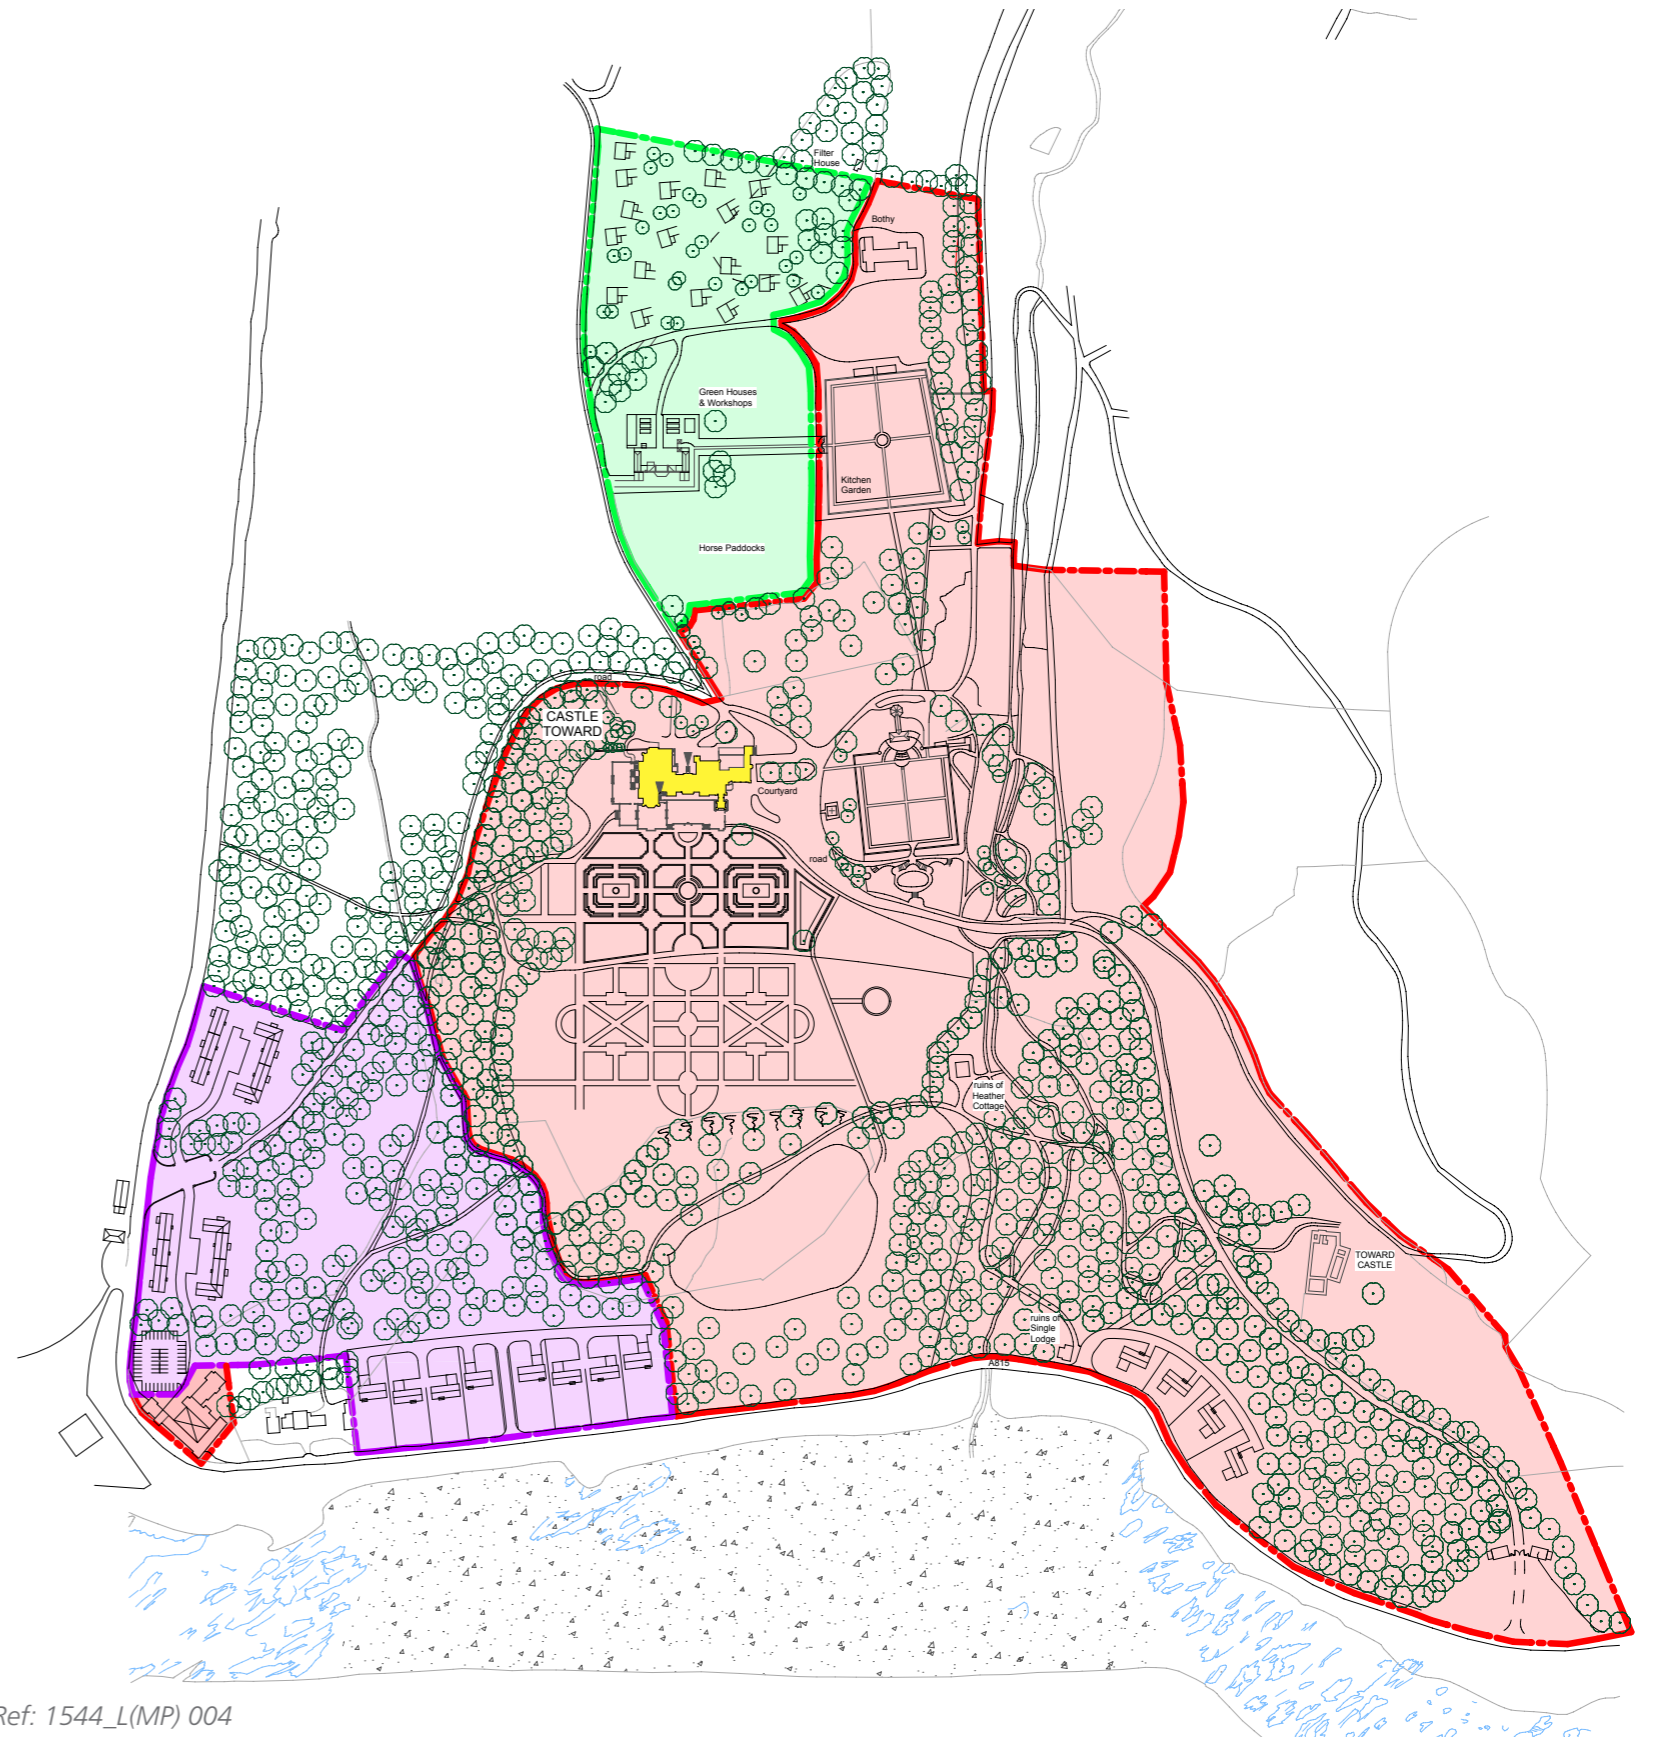 Filter
House
Bothy
Green Houses
& Workshops
Kitchen
Garden
Horse Paddocks
road
CASTLE
TOWARD
Courtyard
road
ruins of
Heather
Cottage
TOWARD
CASTLE
ruins of
Single
Lodge
A815
Ref: 1544_L(MP) 004